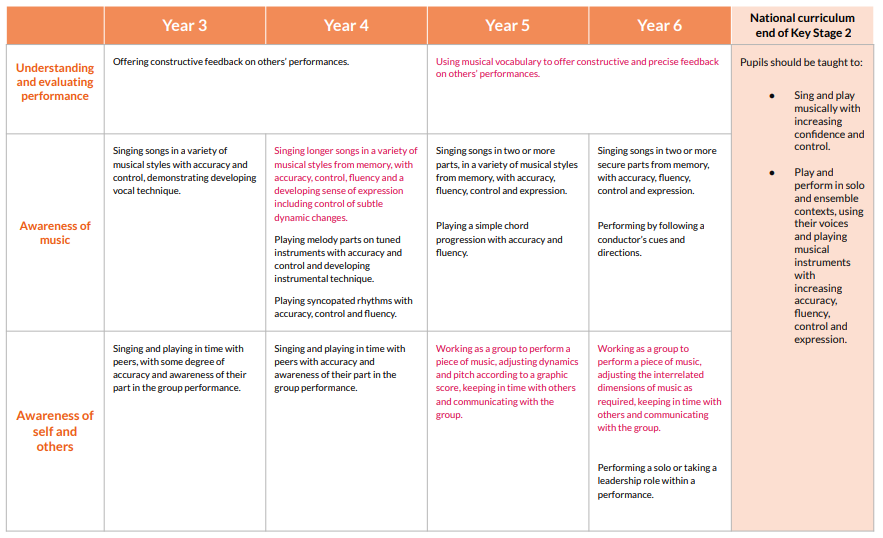 Year 3
Year 4
Year 5
Year 6
National curriculum
end of Key Stage 2
Understanding
and evaluating
performance
Offering constructive feedback on others' performances.
Using musical vocabulary to offer constructive and precise feedback
on others' performances.
Pupils should be taught to:
● Sing and play
musically with
increasing
confidence and
control.
● Play and
perform in solo
and ensemble
contexts, using
their voices
and playing
musical
instruments
with
increasing
accuracy,
fluency,
control and
expression.
Awareness of
music
Singing songs in a variety of
musical styles with accuracy and
control, demonstrating developing
vocal technique.
Singing longer songs in a variety of
musical styles from memory, with
accuracy, control, fluency and a
developing sense of expression
including control of subtle
dynamic changes.
Playing melody parts on tuned
instruments with accuracy and
control and developing
instrumental technique.
Playing syncopated rhythms with
accuracy, control and fluency.
Singing songs in two or more
parts, in a variety of musical styles
from memory, with accuracy,
fluency, control and expression.
Playing a simple chord
progression with accuracy and
fluency.
Singing songs in two or more
secure parts from memory,
with accuracy, fluency,
control and expression.
Performing by following a
conductor's cues and
directions.
Awareness of
self and
others
Singing and playing in time with
peers, with some degree of
accuracy and awareness of their
part in the group performance.
Singing and playing in time with
peers with accuracy and
awareness of their part in the
group performance.
Working as a group to perform a
piece of music, adjusting dynamics
and pitch according to a graphic
score, keeping in time with others
and communicating with the
group.
Working as a group to
perform a piece of music,
adjusting the interrelated
dimensions of music as
required, keeping in time with
others and communicating
with the group.
Performing a solo or taking a
leadership role within a
performance.